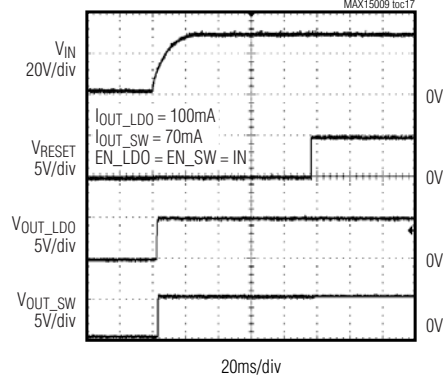 MAX15009 toc17
VIN
20V/div
0V
IOUT_LDO = 100mA
IOUT_SW = 70mA
EN_LDO = EN_SW = IN
VRESET
5V/div
0V
VOUT_LDO
5V/div
0V
VOUT_SW
5V/div
0V
20ms/div